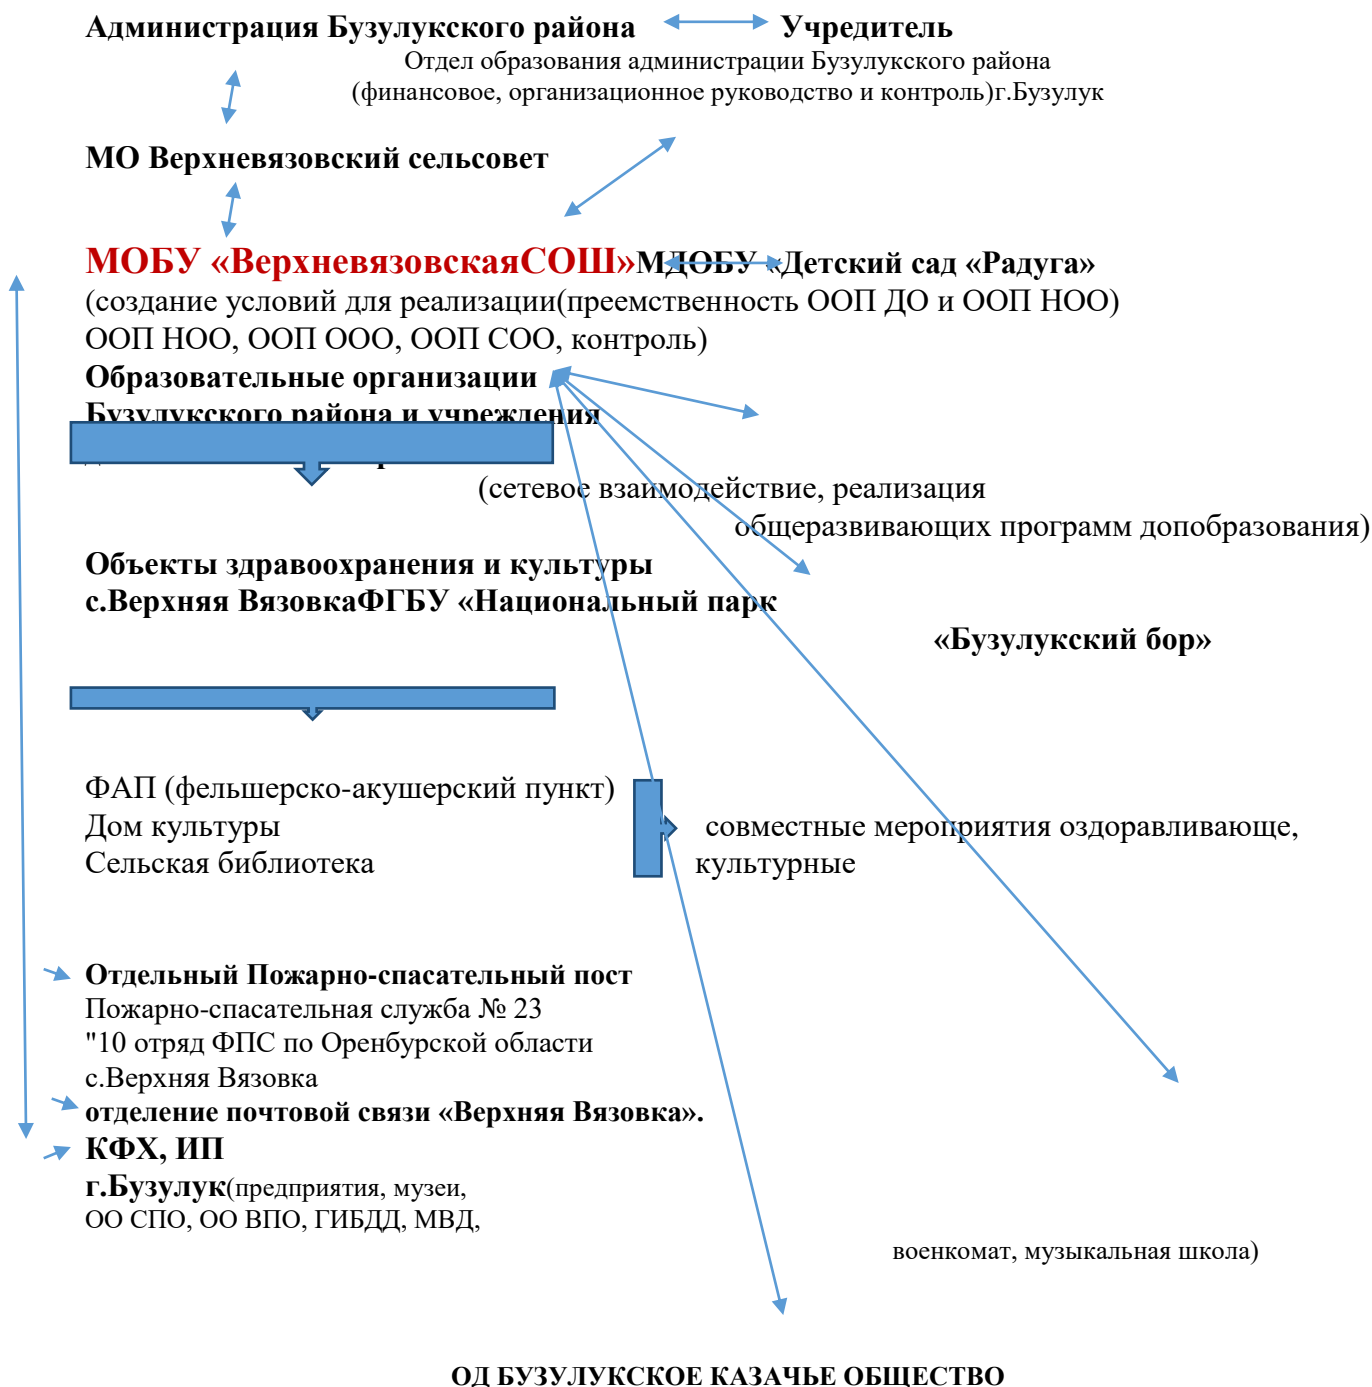 Администрация Бузулукского района Учредитель
Отдел образования администрации Бузулукского района
(финансовое, организационное руководство и контроль)г.Бузулук
МО Верхневязовский сельсовет
МОБУ «ВерхневязовскаяСОШ»МДОБУ «Детский сад «Радуга»
(создание условий для реализации(преемственность ООП ДО и ООП НОО)
ООП НОО, ООП ООО, ООП СОО, контроль)
Образовательные организации
Бузулукского района и учреждения
(сетевое взаимодействие, реализация
общеразвивающих программ допобразования)
Объекты здравоохранения и культуры
с.Верхняя ВязовкаФГБУ «Национальный парк
«Бузулукский бор»
ФАП (фельшерско-акушерский пункт)
Дом культуры совместные мероприятия оздоравливающе,
Сельская библиотека культурные
Отдельный Пожарно-спасательный пост
Пожарно-спасательная служба № 23
"10 отряд ФПС по Оренбурской области
с.Верхняя Вязовка
отделение почтовой связи «Верхняя Вязовка».
КФХ, ИП
г.Бузулук(предприятия, музеи,
ОО СПО, ОО ВПО, ГИБДД, МВД,
военкомат, музыкальная школа)
ОД БУЗУЛУКСКОЕ КАЗАЧЬЕ ОБЩЕСТВО